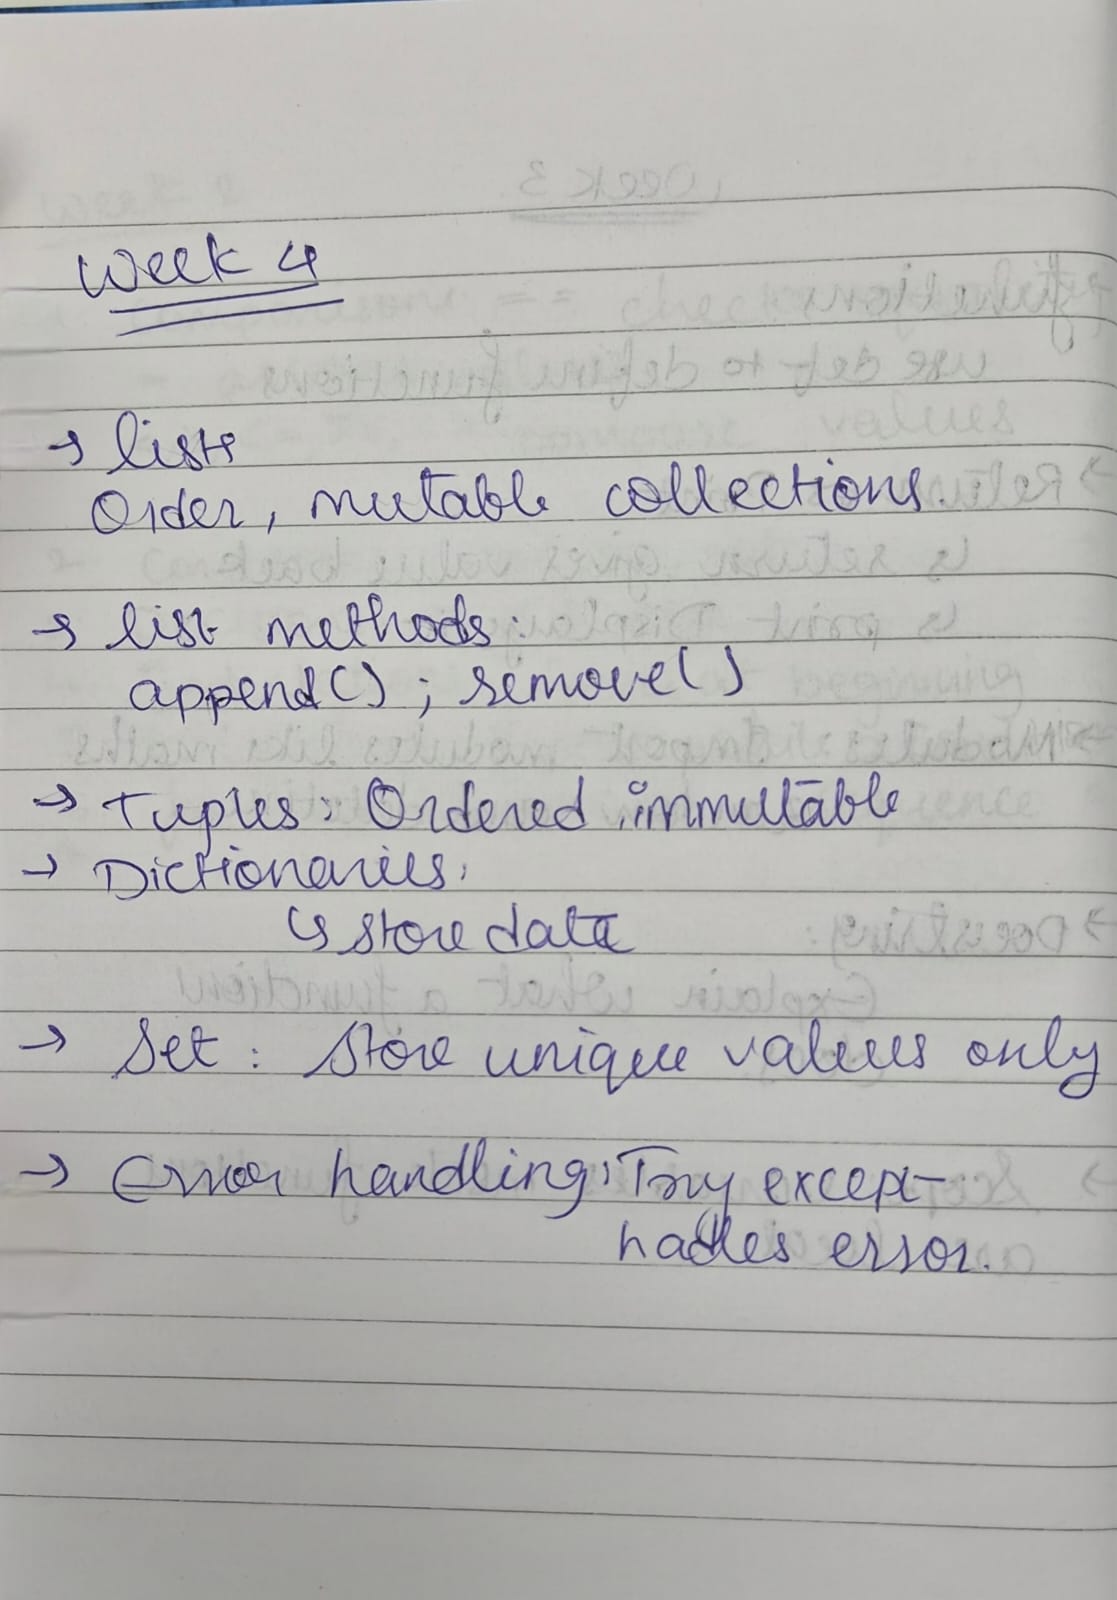 Week 4
→ lists
Order, mutable collections.
→ list methods:
append() ; remove()
→ Tuples: Ordered, immutable
→ Dictionaries:
↳ store data
→ Set : Store unique values only
→ Error handling: Try except
hadles error.